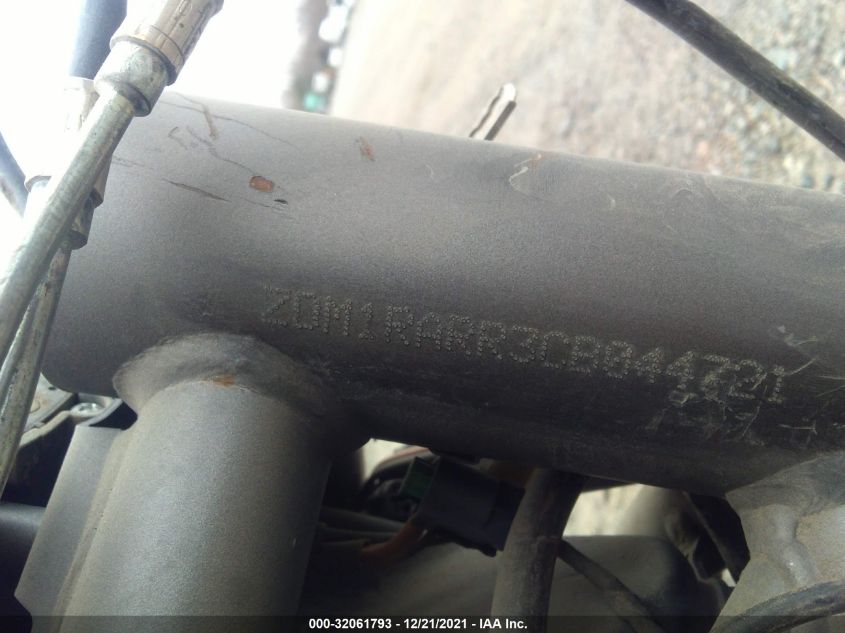 ZDM1RARR3CB044721
000-32061793 - 12/21/2021 - IAA Inc.